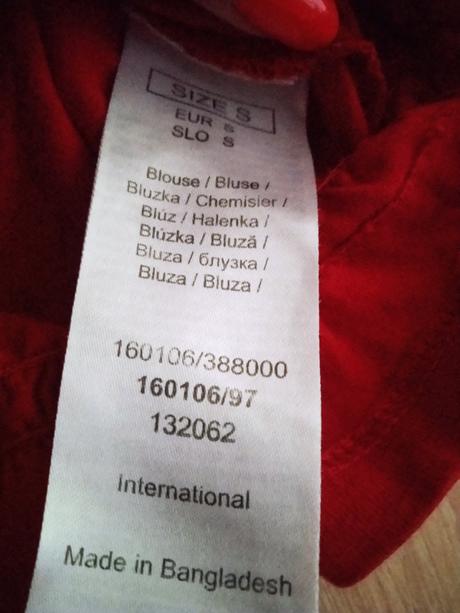 SIZE S
EUR S
SLO S
Blouse / Bluse /
Bluzka / Chemisier /
Blúz / Halenka /
Blúzka / Bluză /
Bluza / блузка /
Bluza / Bluza /
160106/388000
160106/97
132062
International
Made in Bangladesh